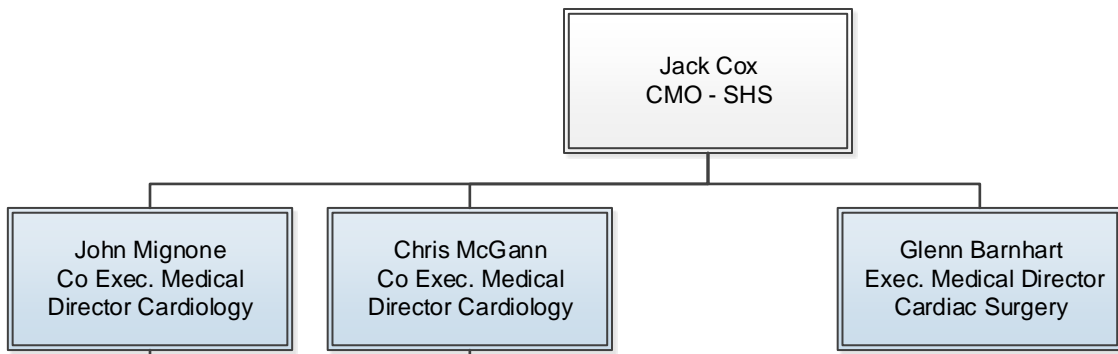 Jack Cox
CMO - SHS
John Mignone
Co Exec. Medical
Director Cardiology
Chris McGann
Co Exec. Medical
Director Cardiology
Glenn Barnhart
Exec. Medical Director
Cardiac Surgery